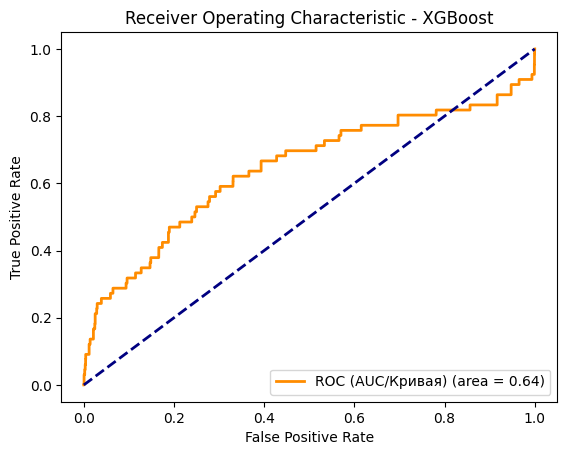 Receiver Operating Characteristic - XGBoost
True Positive Rate
1.0
0.8
0.6
0.4
0.2
0.0
ROC (AUC/Кривая) (area = 0.64)
0.0 0.2 0.4 0.6 0.8 1.0
False Positive Rate